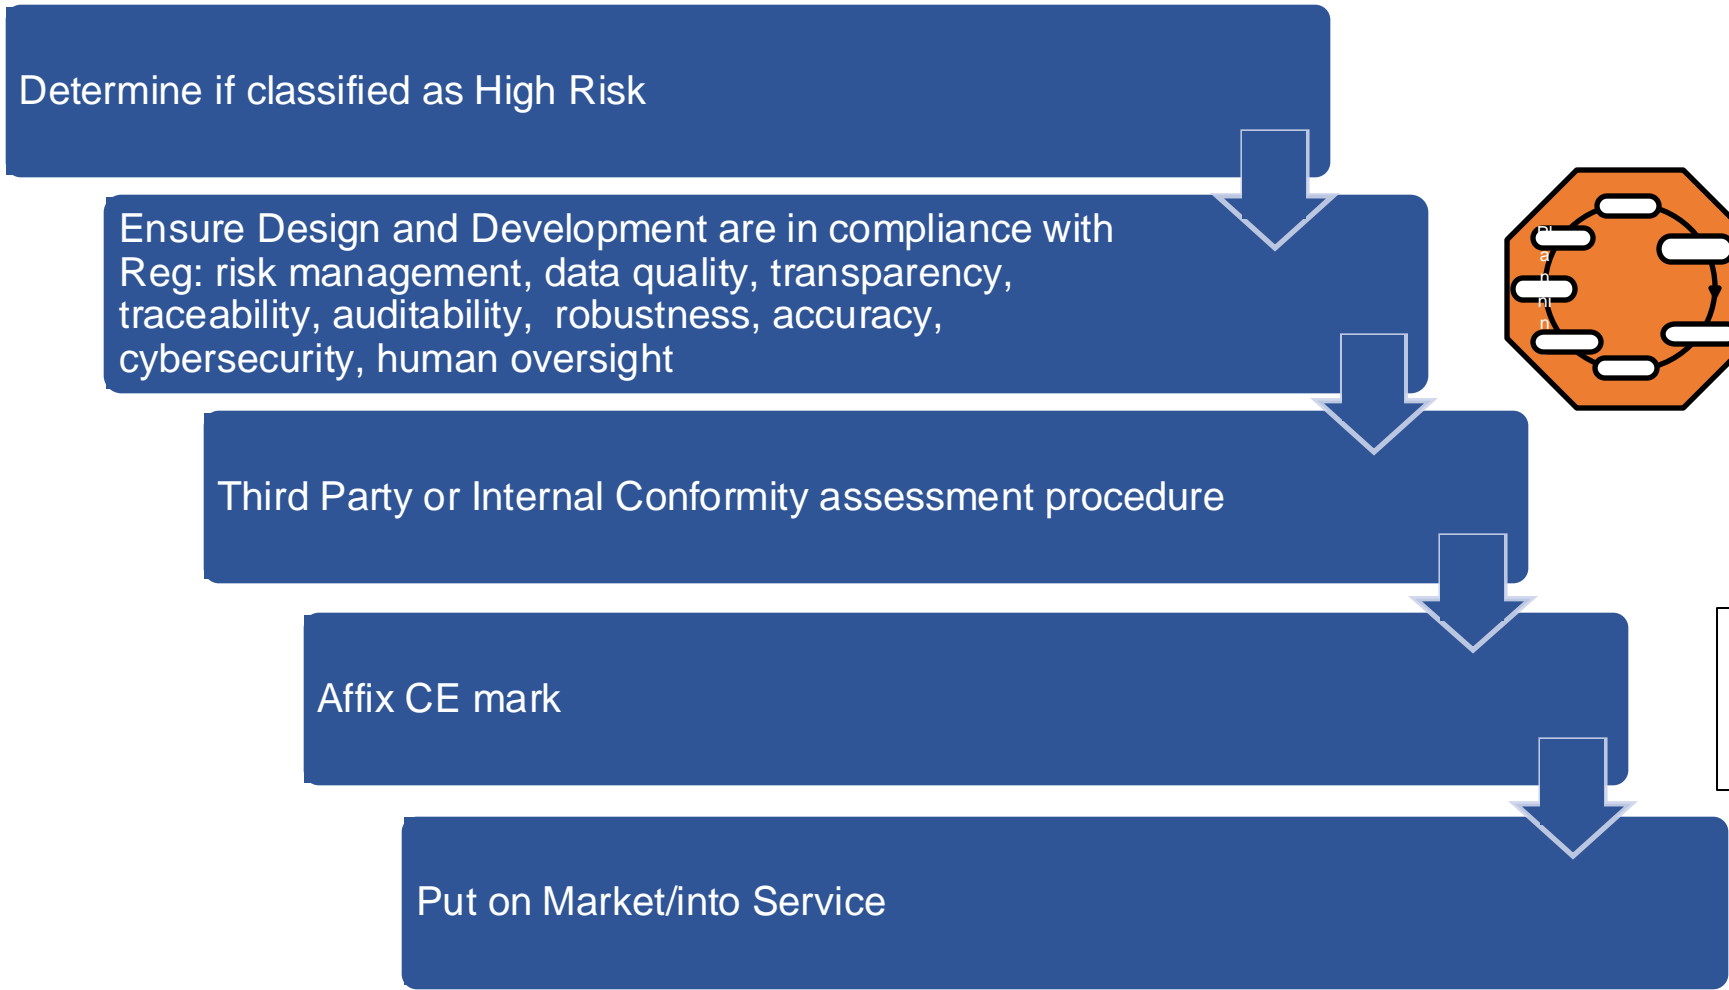 Determine if classified as High Risk
Ensure Design and Development are in compliance with
Reg: risk management, data quality, transparency,
traceability, auditability,  robustness, accuracy,
cybersecurity, human oversight
Third Party or Internal Conformity assessment procedure
Affix CE mark
Put on Market/into Service